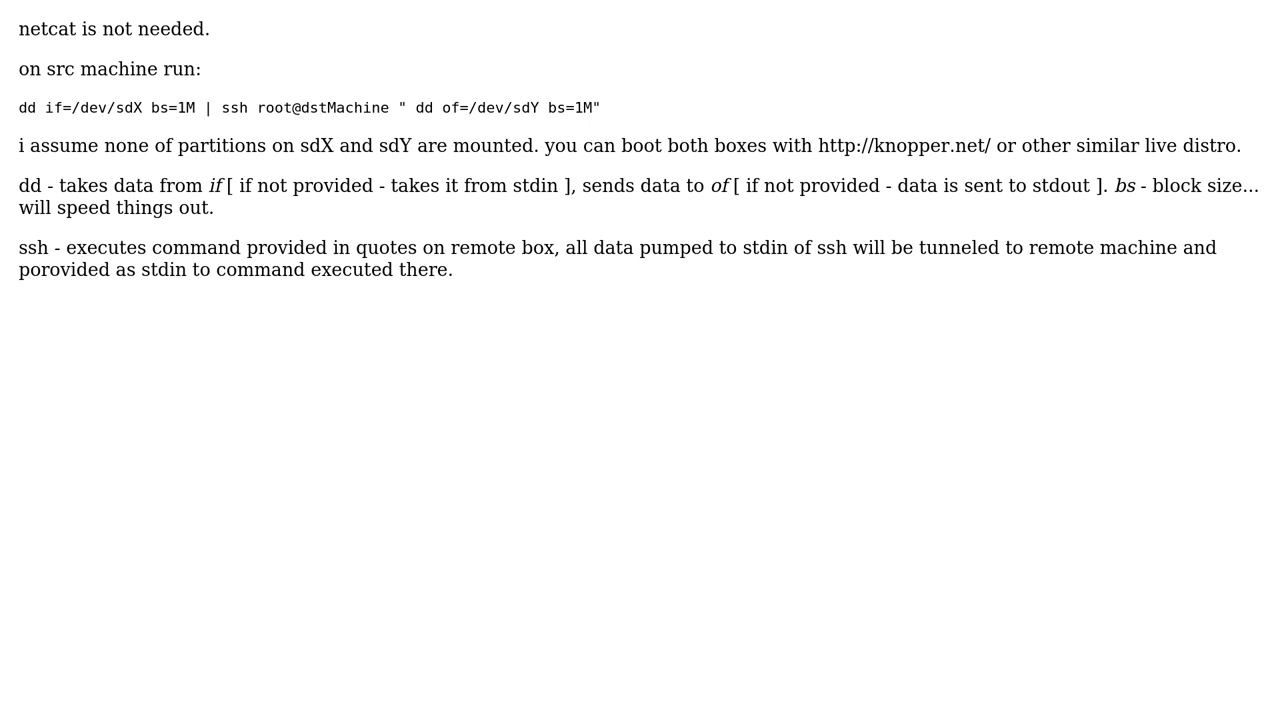 netcat is not needed.
on src machine run:
dd if=/dev/sdX bs=1M | ssh root@dstMachine " dd of=/dev/sdY bs=1M"
i assume none of partitions on sdX and sdY are mounted. you can boot both boxes with http://knopper.net/ or other similar live distro.
dd - takes data from if [ if not provided - takes it from stdin ], sends data to of [ if not provided - data is sent to stdout ]. bs - block size...
will speed things out.
ssh - executes command provided in quotes on remote box, all data pumped to stdin of ssh will be tunneled to remote machine and
porovided as stdin to command executed there.